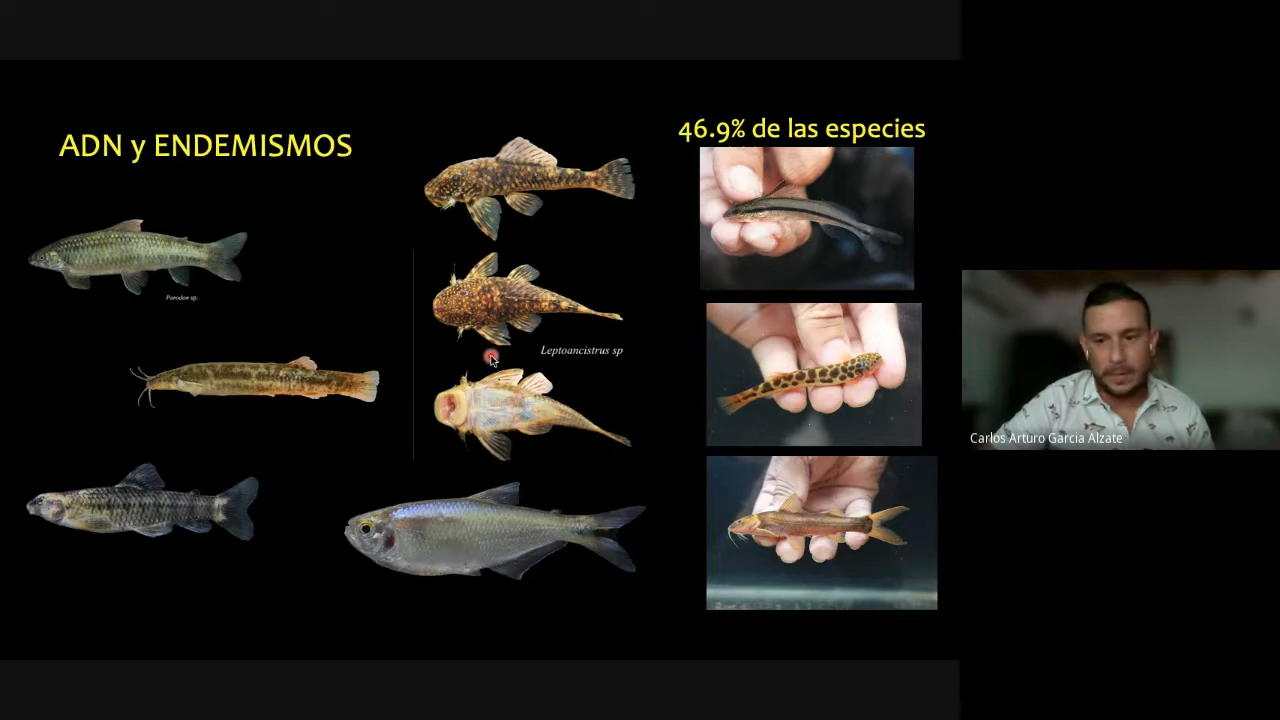 ADN y ENDEMISMOS
46.9% de las especies
Parodon sp.
Leptoancistrus sp
Carlos Arturo Garcia Alzate